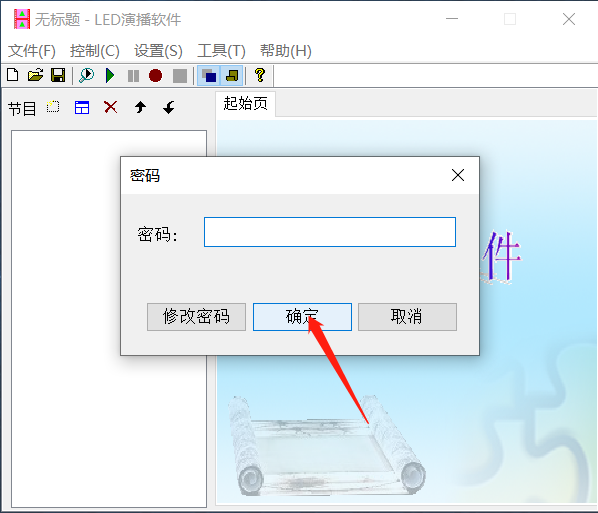 无标题 - LED演播软件
文件(F) 控制(C) 设置(S) 工具(T) 帮助(H)
节目
起始页
密码
密码：
件
修改密码 确定 取消